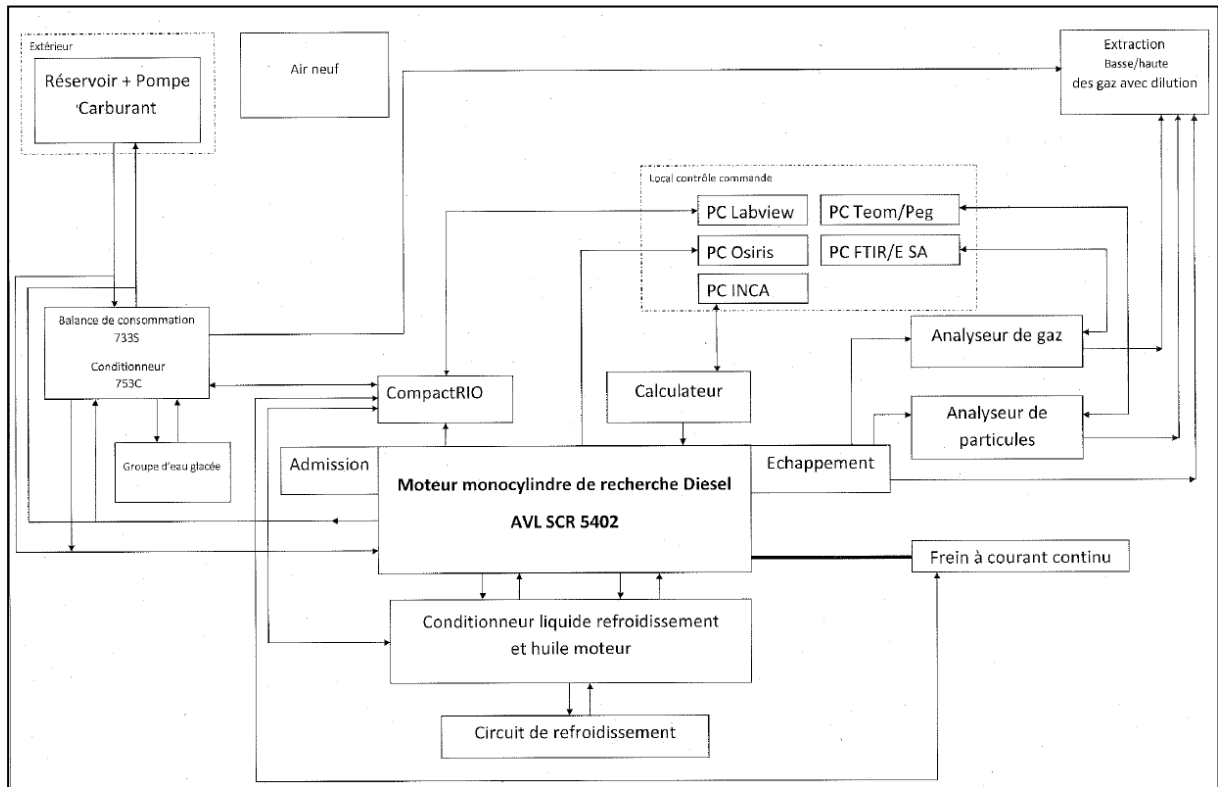 Extérieur
Réservoir + Pompe
Carburant
Air neuf
Extraction
Basse/haute
des gaz avec dilution
Local contrôle commande
PC Labview
PC Teom/Peg
PC Osiris
PC FTIR/E SA
PC INCA
Balance de consommation
733S
Conditionneur
753C
Analyseur de gaz
CompactRIO
Calculateur
Analyseur de
particules
Groupe d'eau glacée
Admission
Echappement
Moteur monocylindre de recherche Diesel
AVL SCR 5402
Frein à courant continu
Conditionneur liquide refroidissement
et huile moteur
Circuit de refroidissement